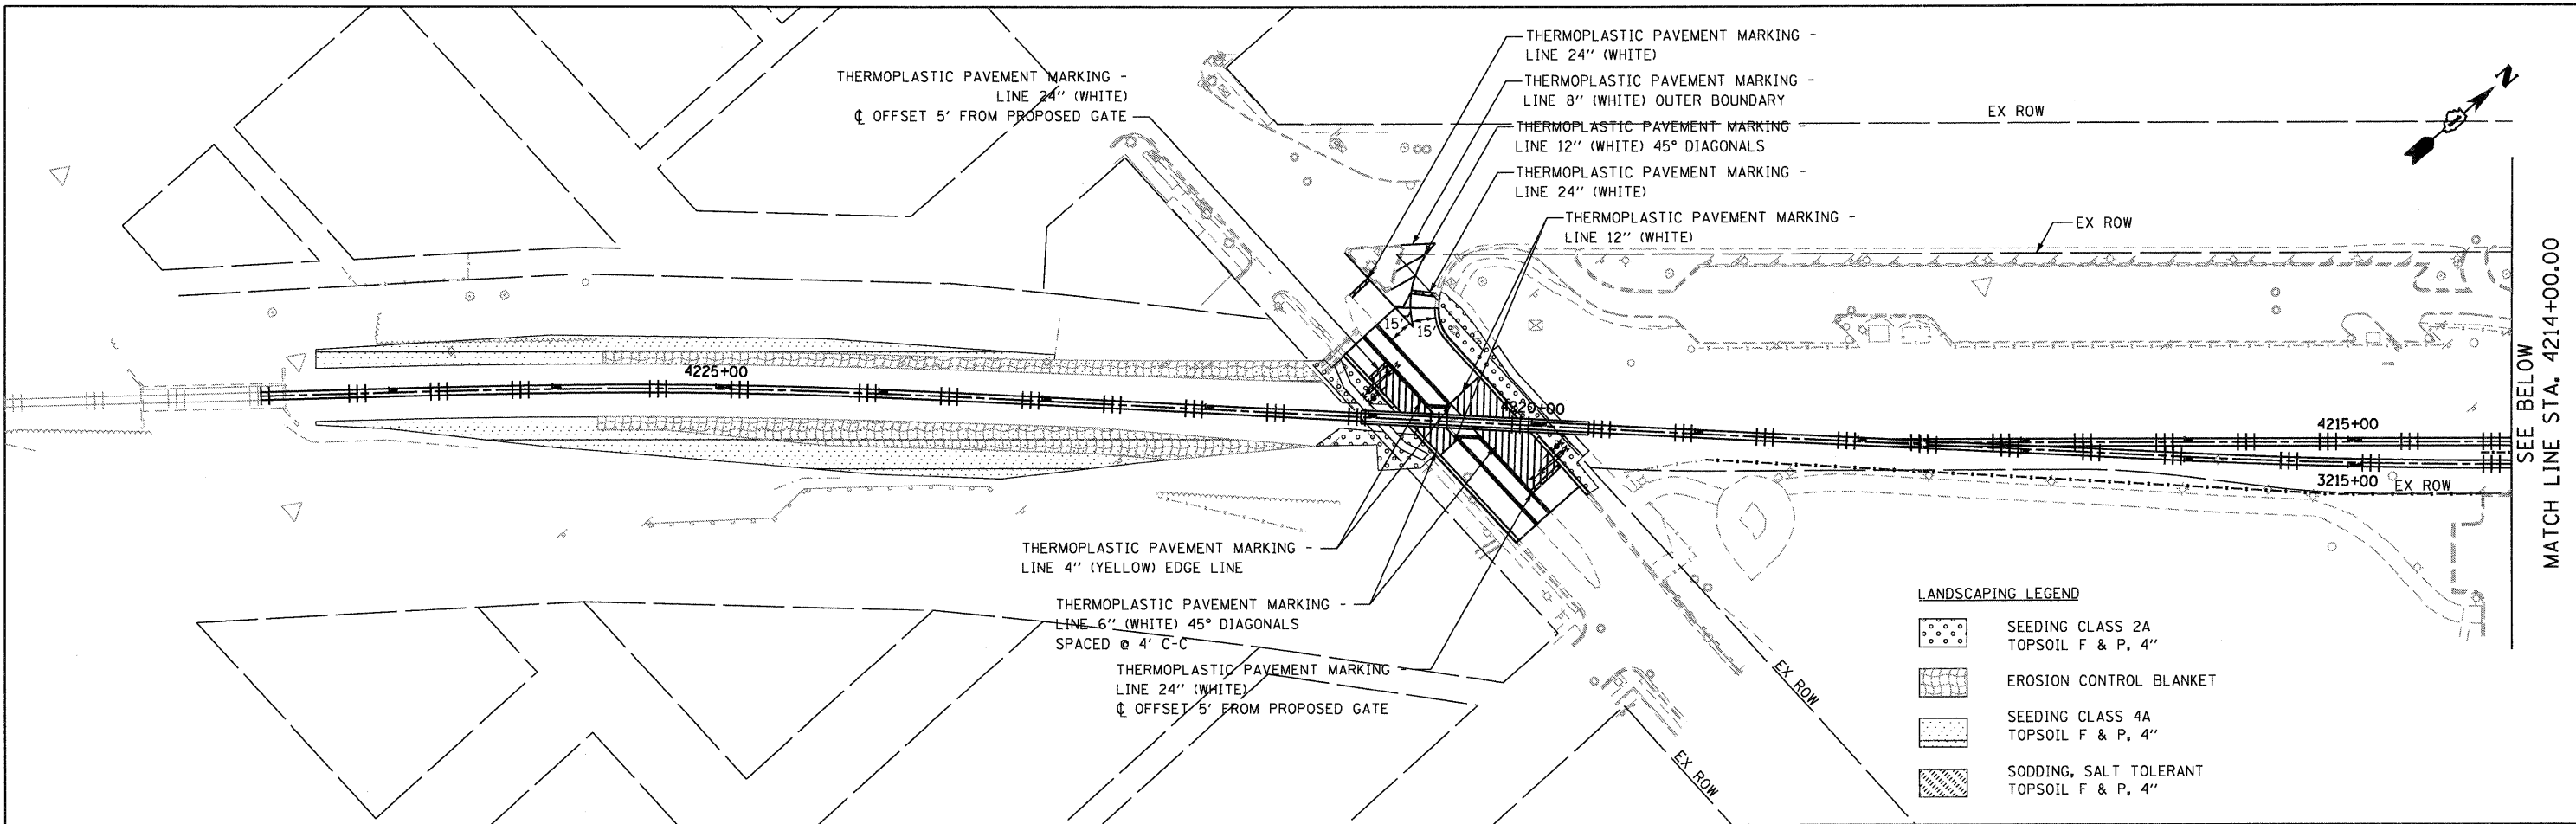 THERMOPLASTIC PAVEMENT MARKING -
LINE 24" (WHITE)
℄ OFFSET 5' FROM PROPOSED GATE
THERMOPLASTIC PAVEMENT MARKING -
LINE 24" (WHITE)
THERMOPLASTIC PAVEMENT MARKING -
LINE 8" (WHITE) OUTER BOUNDARY
THERMOPLASTIC PAVEMENT MARKING -
LINE 12" (WHITE) 45° DIAGONALS
THERMOPLASTIC PAVEMENT MARKING -
LINE 24" (WHITE)
THERMOPLASTIC PAVEMENT MARKING -
LINE 12" (WHITE)
EX ROW
N
EX ROW
15'
15'
4225+00
4220+00
4215+00
3215+00
EX ROW
SEE BELOW
MATCH LINE STA. 4214+00.00
THERMOPLASTIC PAVEMENT MARKING -
LINE 4" (YELLOW) EDGE LINE
THERMOPLASTIC PAVEMENT MARKING -
LINE 6" (WHITE) 45° DIAGONALS
SPACED @ 4' C-C
THERMOPLASTIC PAVEMENT MARKING -
LINE 24" (WHITE)
℄ OFFSET 5' FROM PROPOSED GATE
EX ROW
EX ROW
LANDSCAPING LEGEND
SEEDING CLASS 2A
TOPSOIL F & P, 4"
EROSION CONTROL BLANKET
SEEDING CLASS 4A
TOPSOIL F & P, 4"
SODDING, SALT TOLERANT
TOPSOIL F & P, 4"